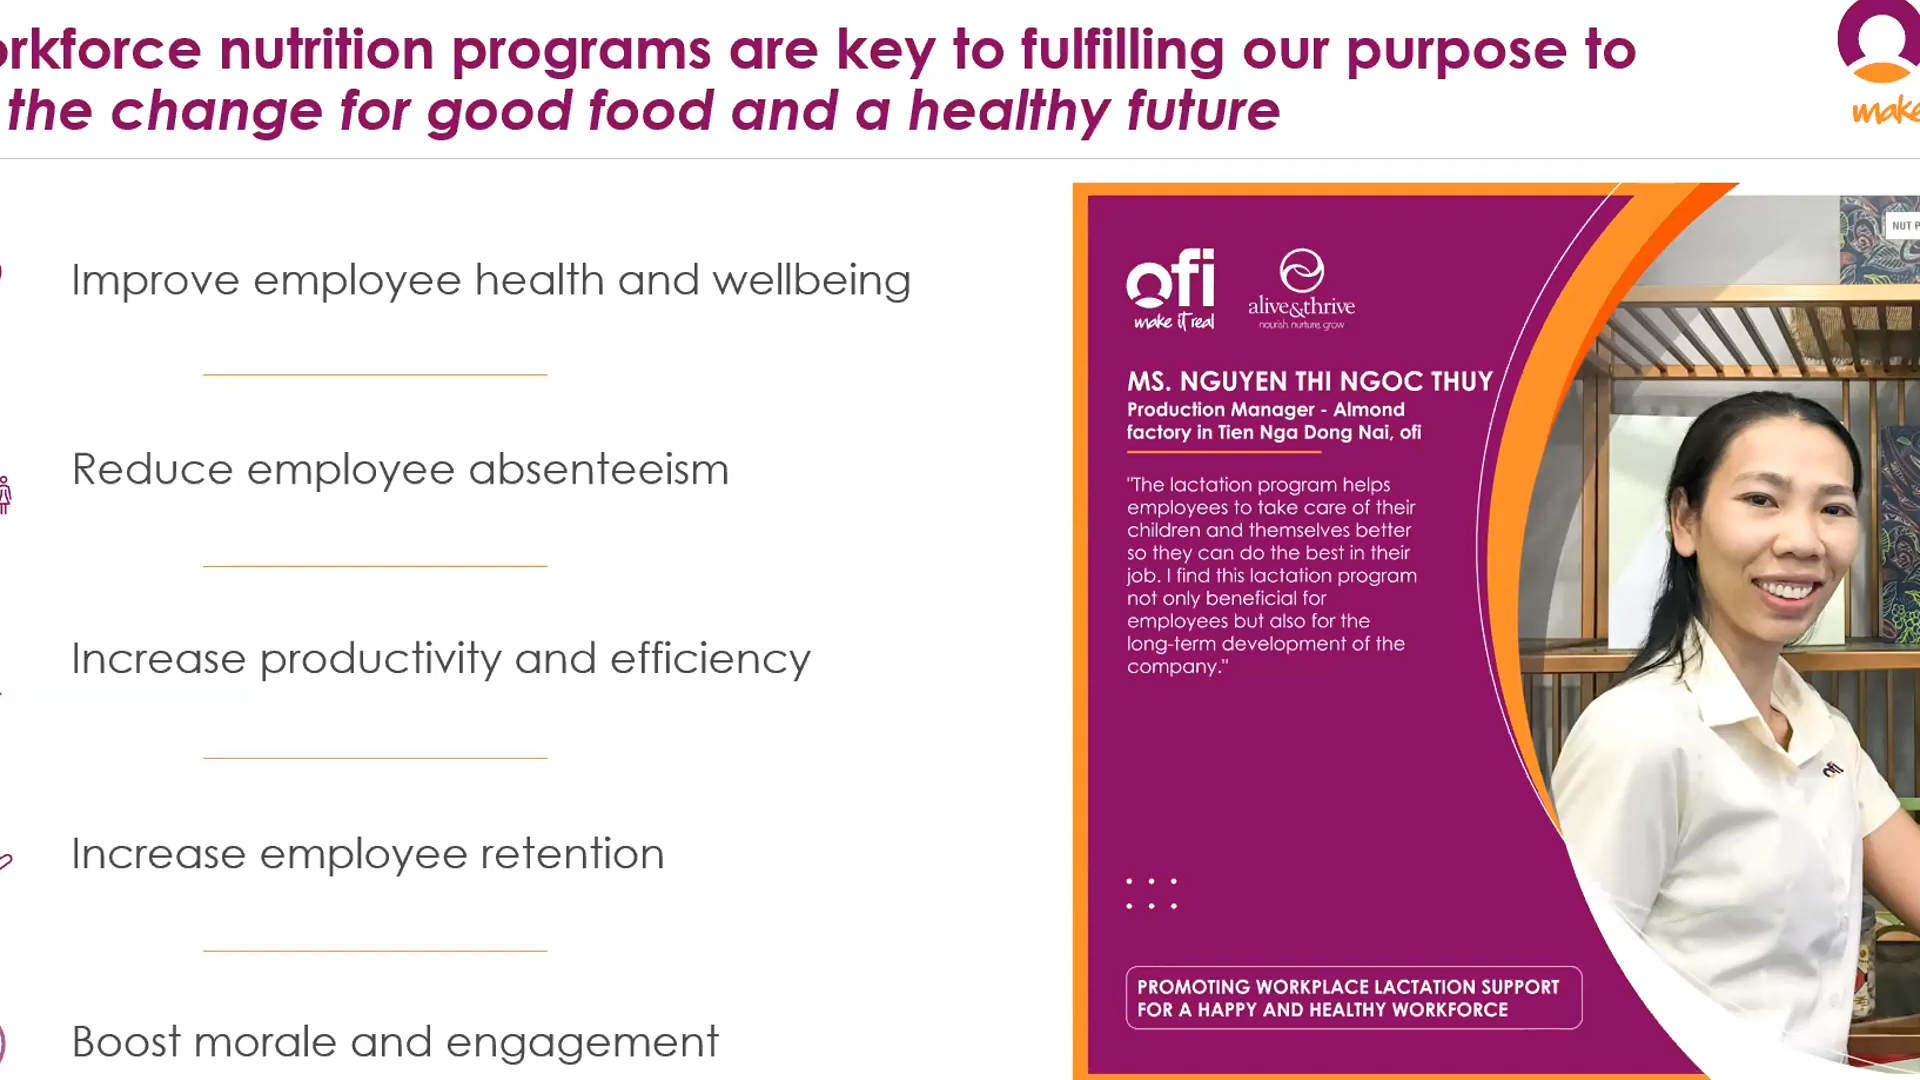 orkforce nutrition programs are key to fulfilling our purpose to
the change for good food and a healthy future
make
Improve employee health and wellbeing
Reduce employee absenteeism
Increase productivity and efficiency
Increase employee retention
Boost morale and engagement
ofi
make it real
alive&thrive
nourish. nurture. grow
MS. NGUYEN THI NGOC THUY
Production Manager - Almond
factory in Tien Nga Dong Nai, ofi
"The lactation program helps
employees to take care of their
children and themselves better
so they can do the best in their
job. I find this lactation program
not only beneficial for
employees but also for the
long-term development of the
company."
PROMOTING WORKPLACE LACTATION SUPPORT
FOR A HAPPY AND HEALTHY WORKFORCE
NUT P
ofi